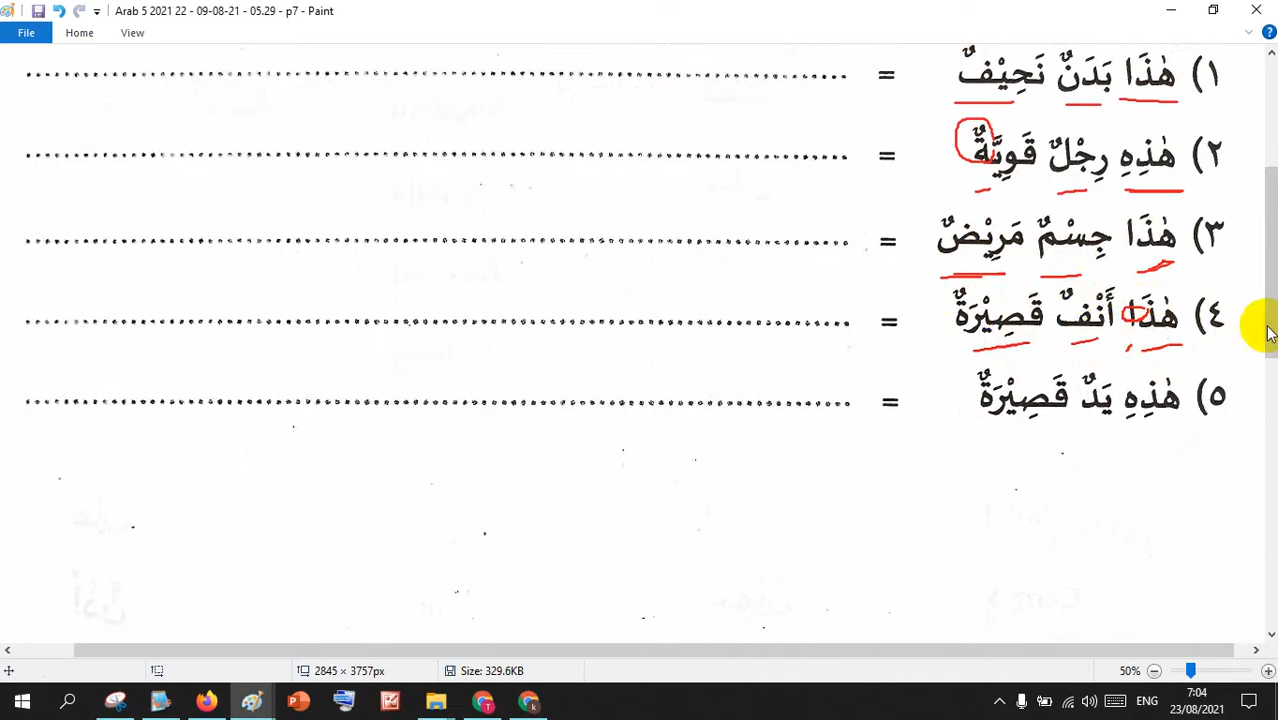 Arab 5 2021 22 - 09-08-21 - 05.29 - p7 - Paint
File Home View
١) هٰذَا بَدَنٌ نَحِيْفٌ = ........................
٢) هٰذِهِ رِجْلٌ قَوِيَّةٌ = ........................
٣) هٰذَا جِسْمٌ مَرِيْضٌ = ........................
٤) هٰذَا أَنْفٌ قَصِيْرَةٌ = ........................
٥) هٰذِهِ يَدٌ قَصِيْرَةٌ = ........................
2845 × 3757px Size: 329.6KB 50%
ENG 7:04
23/08/2021